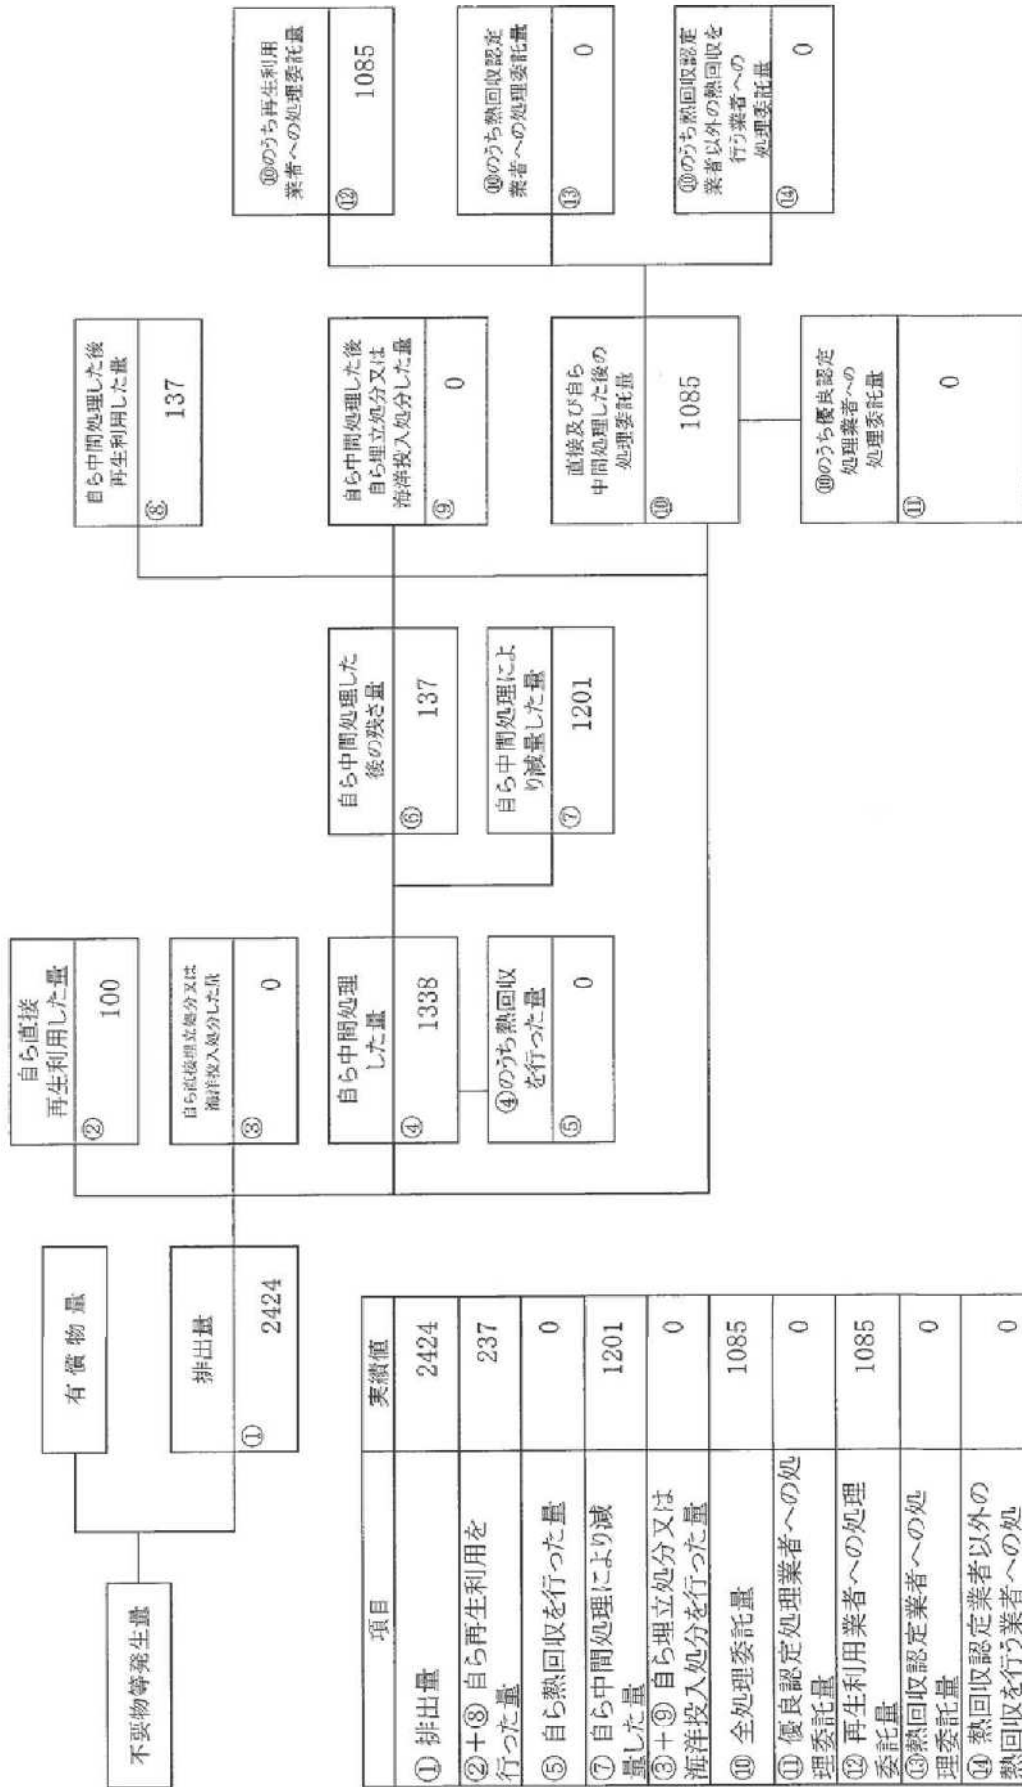 不要物等発生量
有償物量
排出量
① 2424
自ら直接
再生利用した量
② 100
自ら直接埋立処分又は
海洋投入処分した量
③ 0
自ら中間処理
した量
④ 1338
④のうち熱回収
を行った量
⑤ 0
自ら中間処理した
後の残さ量
⑥ 137
自ら中間処理によ
り減量した量
⑦ 1201
自ら中間処理した後
再生利用した量
⑧ 137
自ら中間処理した後
自ら埋立処分又は
海洋投入処分した量
⑨ 0
直接及び自ら
中間処理した後の
処理委託量
⑩ 1085
⑩のうち優良認定
処理業者への
処理委託量
⑪ 0
⑩のうち再生利用
業者への処理委託量
⑫ 1085
⑩のうち熱回収認定
業者への処理委託量
⑬ 0
⑩のうち熱回収認定
業者以外の熱回収を
行う業者への
処理委託量
⑭ 0
項目 実績値
① 排出量 2424
②+⑧ 自ら再生利用を
行った量 237
⑤ 自ら熱回収を行った量 0
⑦ 自ら中間処理により減
量した量 1201
③+⑨ 自ら埋立処分又は
海洋投入処分を行った量 0
⑩ 全処理委託量 1085
⑪ 優良認定処理業者への処
理委託量 0
⑫ 再生利用業者への処理
委託量 1085
⑬熱回収認定業者への処
理委託量 0
⑭ 熱回収認定業者以外の
熱回収を行う業者への処 0